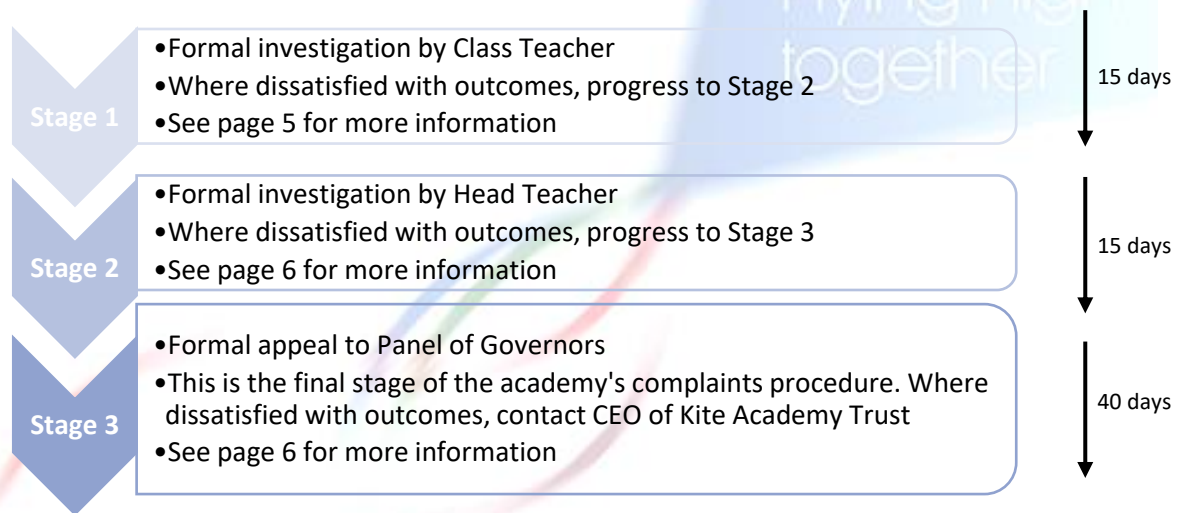 Flying high
together
Stage 1
•Formal investigation by Class Teacher
•Where dissatisfied with outcomes, progress to Stage 2
•See page 5 for more information
15 days
Stage 2
•Formal investigation by Head Teacher
•Where dissatisfied with outcomes, progress to Stage 3
•See page 6 for more information
15 days
Stage 3
•Formal appeal to Panel of Governors
•This is the final stage of the academy's complaints procedure. Where
dissatisfied with outcomes, contact CEO of Kite Academy Trust
•See page 6 for more information
40 days